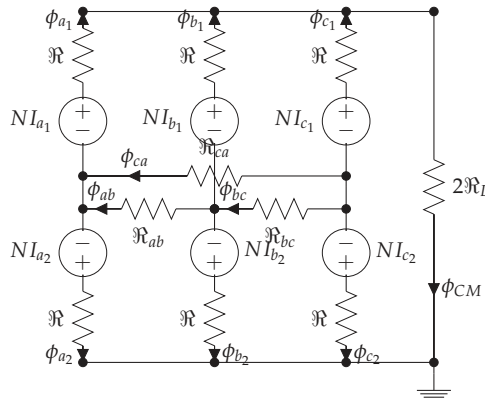 ϕa₁ ϕb₁ ϕc₁
ℜ ℜ ℜ
+ + +
NIa₁ NIb₁ NIc₁
− − −
ℜca
ϕca
2ℜL
ϕab ϕbc
ℜab ℜbc
− − −
NIa₂ NIb₂ NIc₂
+ + +
ϕCM
ℜ ℜ ℜ
ϕa₂ ϕb₂ ϕc₂